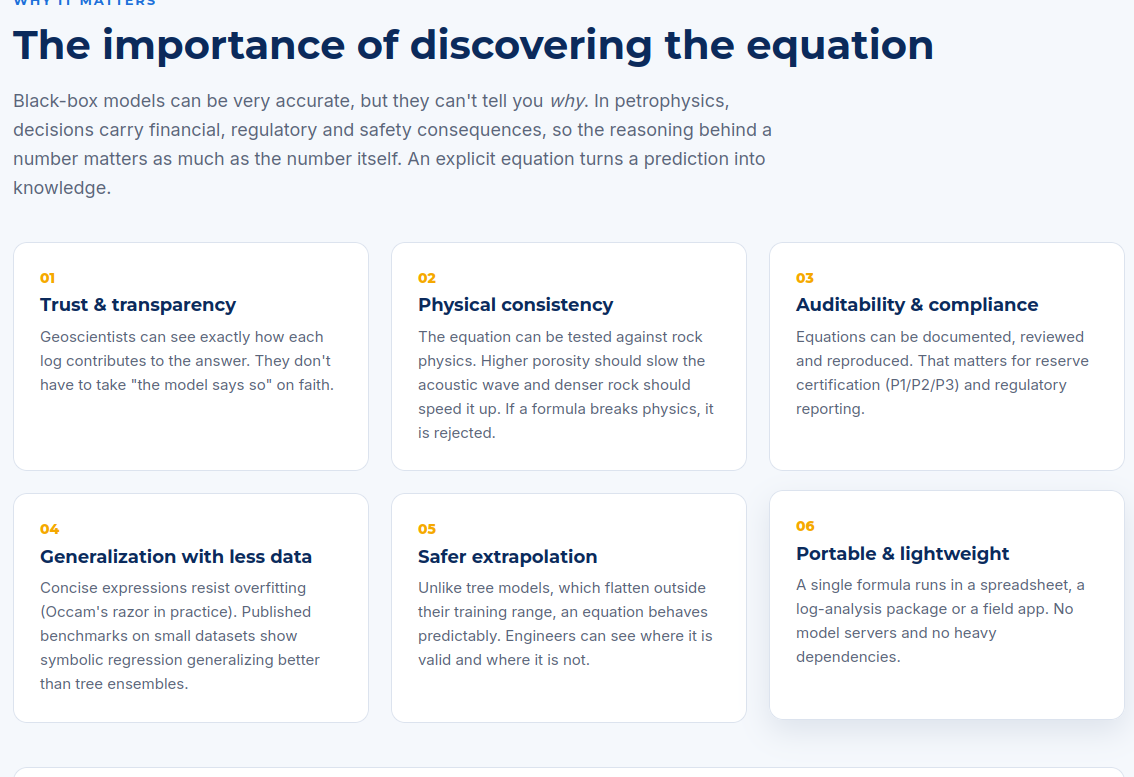 WHY IT MATTERS
The importance of discovering the equation
Black-box models can be very accurate, but they can't tell you why. In petrophysics,
decisions carry financial, regulatory and safety consequences, so the reasoning behind a
number matters as much as the number itself. An explicit equation turns a prediction into
knowledge.
01
Trust & transparency
Geoscientists can see exactly how each
log contributes to the answer. They don't
have to take "the model says so" on faith.
02
Physical consistency
The equation can be tested against rock
physics. Higher porosity should slow the
acoustic wave and denser rock should
speed it up. If a formula breaks physics, it
is rejected.
03
Auditability & compliance
Equations can be documented, reviewed
and reproduced. That matters for reserve
certification (P1/P2/P3) and regulatory
reporting.
04
Generalization with less data
Concise expressions resist overfitting
(Occam's razor in practice). Published
benchmarks on small datasets show
symbolic regression generalizing better
than tree ensembles.
05
Safer extrapolation
Unlike tree models, which flatten outside
their training range, an equation behaves
predictably. Engineers can see where it is
valid and where it is not.
06
Portable & lightweight
A single formula runs in a spreadsheet, a
log-analysis package or a field app. No
model servers and no heavy
dependencies.